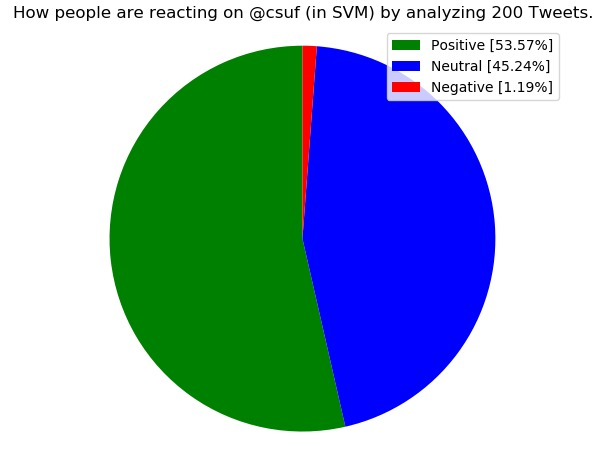 How people are reacting on @csuf (in SVM) by analyzing 200 Tweets.
Positive [53.57%]
Neutral [45.24%]
Negative [1.19%]